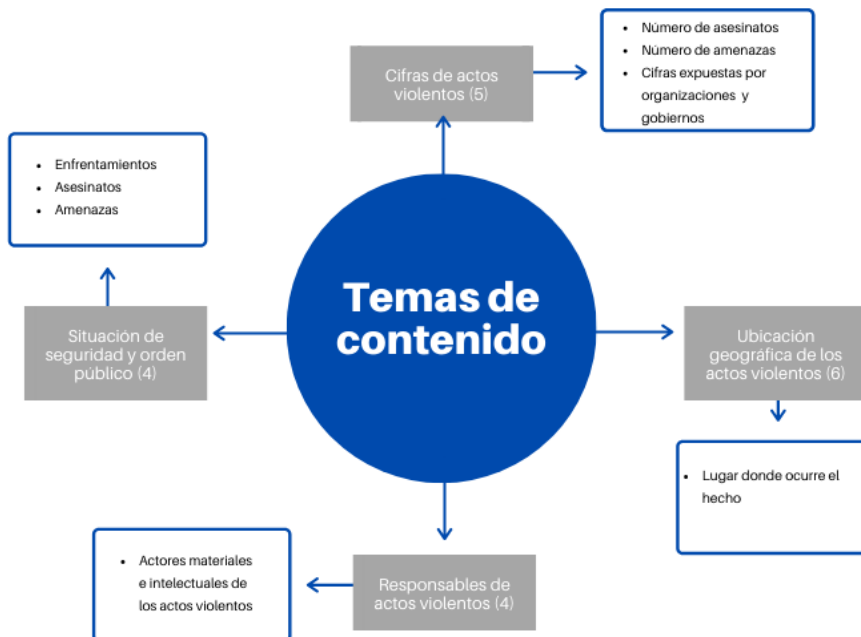 Número de asesinatos
Número de amenazas
Cifras expuestas por
organizaciones y
gobiernos
Cifras de actos
violentos (5)
Enfrentamientos
Asesinatos
Amenazas
Temas de
contenido
Situación de
seguridad y orden
público (4)
Ubicación
geográfica de los
actos violentos (6)
Lugar donde ocurre el
hecho
Actores materiales
e intelectuales de
los actos violentos
Responsables de
actos violentos (4)